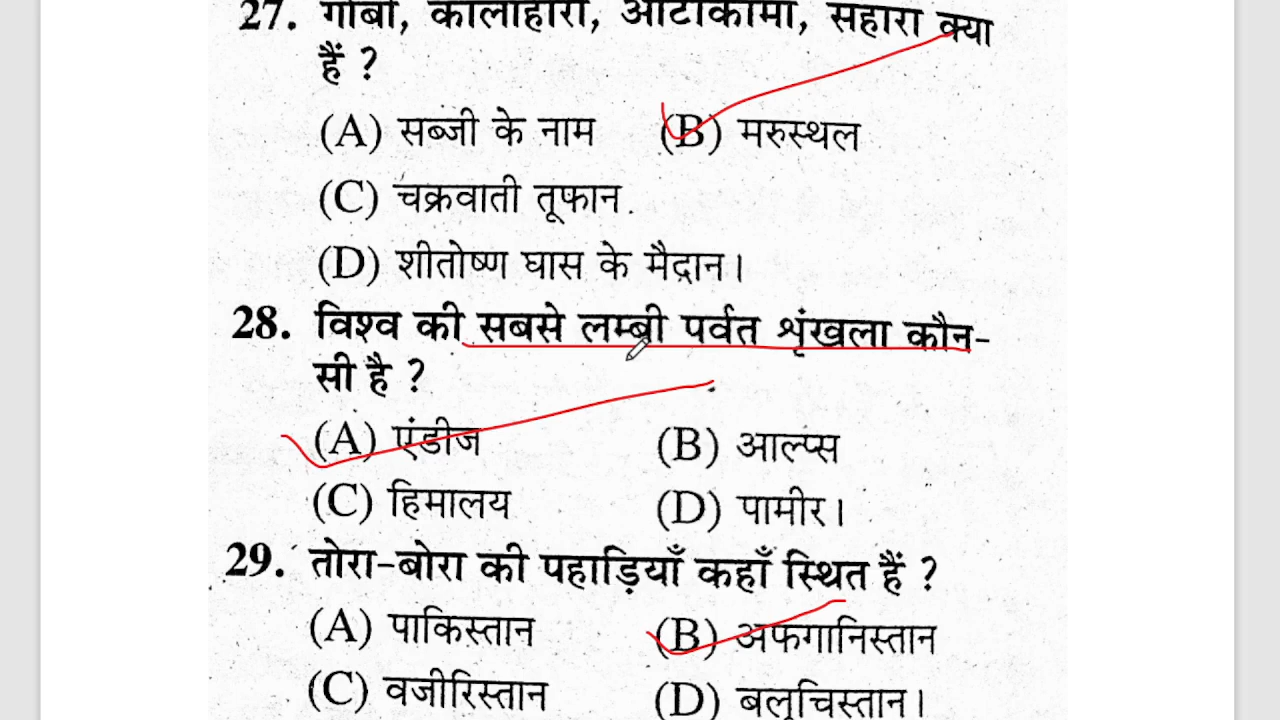 27. गोबी, कालाहारी, आटाकामा, सहारा क्या
हैं ?
(A) सब्जी के नाम (B) मरुस्थल
(C) चक्रवाती तूफान
(D) शीतोष्ण घास के मैदान।
28. विश्व की सबसे लम्बी पर्वत शृंखला कौन-
सी है ?
(A) एंडीज (B) आल्प्स
(C) हिमालय (D) पामीर।
29. तोरा-बोरा की पहाड़ियाँ कहाँ स्थित हैं ?
(A) पाकिस्तान (B) अफगानिस्तान
(C) वजीरिस्तान (D) बलूचिस्तान।